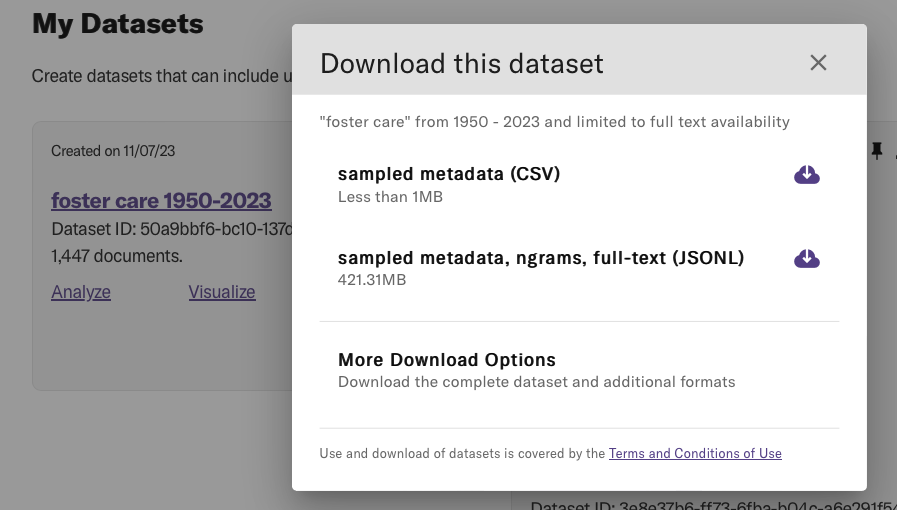 My Datasets
Create datasets that can include u
Created on 11/07/23
foster care 1950-2023
Dataset ID: 50a9bbf6-bc10-137d
1,447 documents.
Analyze
Visualize
Download this dataset
"foster care" from 1950 - 2023 and limited to full text availability
sampled metadata (CSV)
Less than 1MB
sampled metadata, ngrams, full-text (JSONL)
421.31MB
More Download Options
Download the complete dataset and additional formats
Use and download of datasets is covered by the Terms and Conditions of Use
Dataset ID: 3e8e37b6-ff73-6fba-b04c-a6e291f5